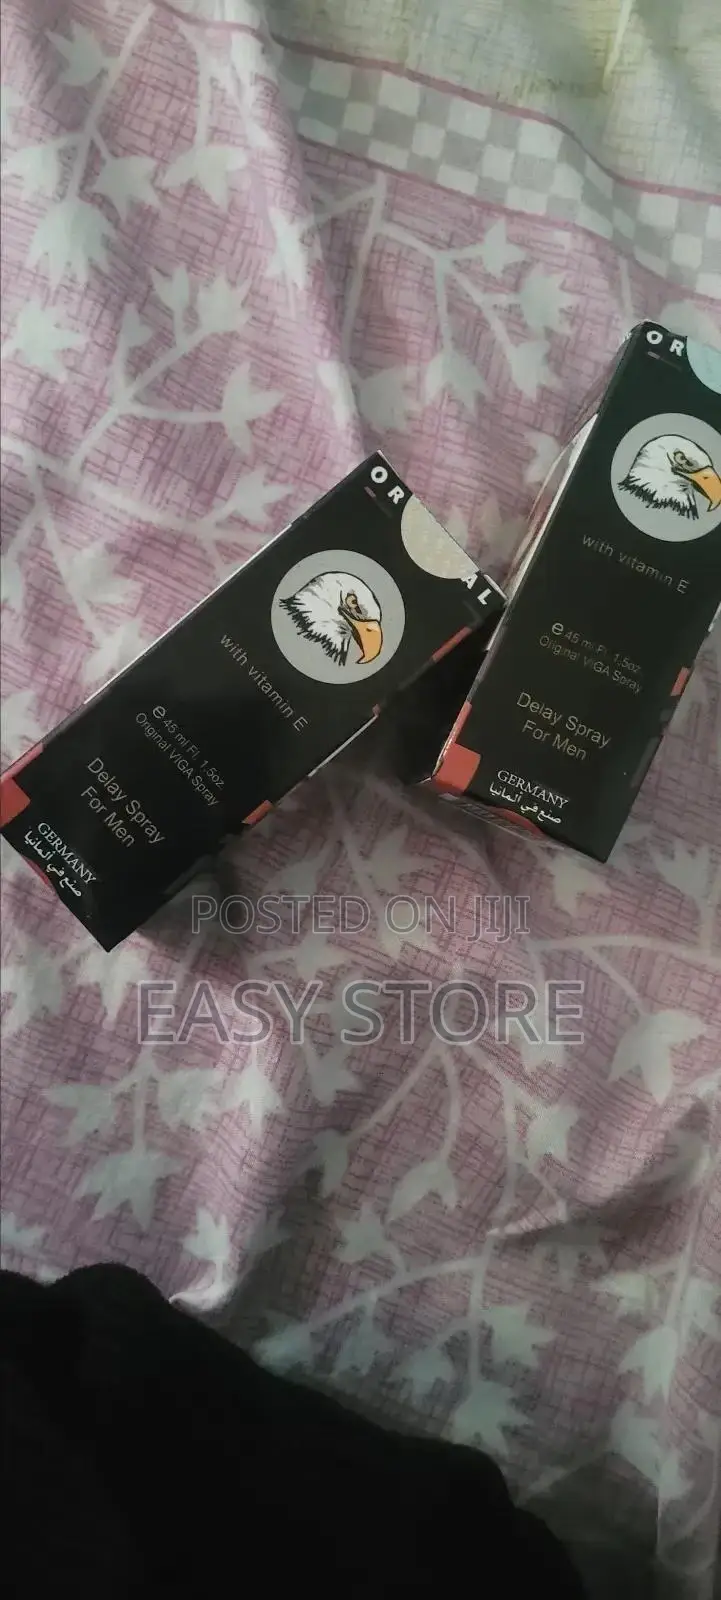 OR AL
with vitamin E
e 45 ml Fl. 1,5oz
Original VIGA Spray
Delay Spray
For Men
GERMANY
صنع في ألمانيا
OR
with vitamin E
e 45 ml Fl. 1,5oz
Original VIGA Spray
Delay Spray
For Men
GERMANY
صنع في ألمانيا
POSTED ON JIJI
EASY STORE